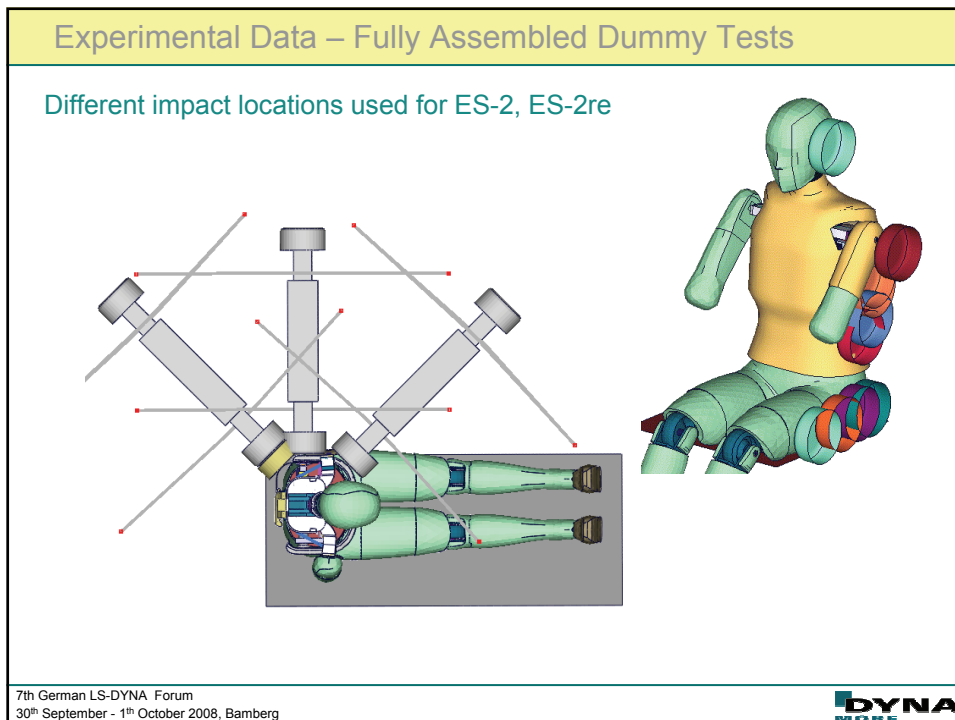 Experimental Data – Fully Assembled Dummy Tests
Different impact locations used for ES-2, ES-2re
7th German LS-DYNA Forum
30th September - 1th October 2008, Bamberg
DYNA
MORE